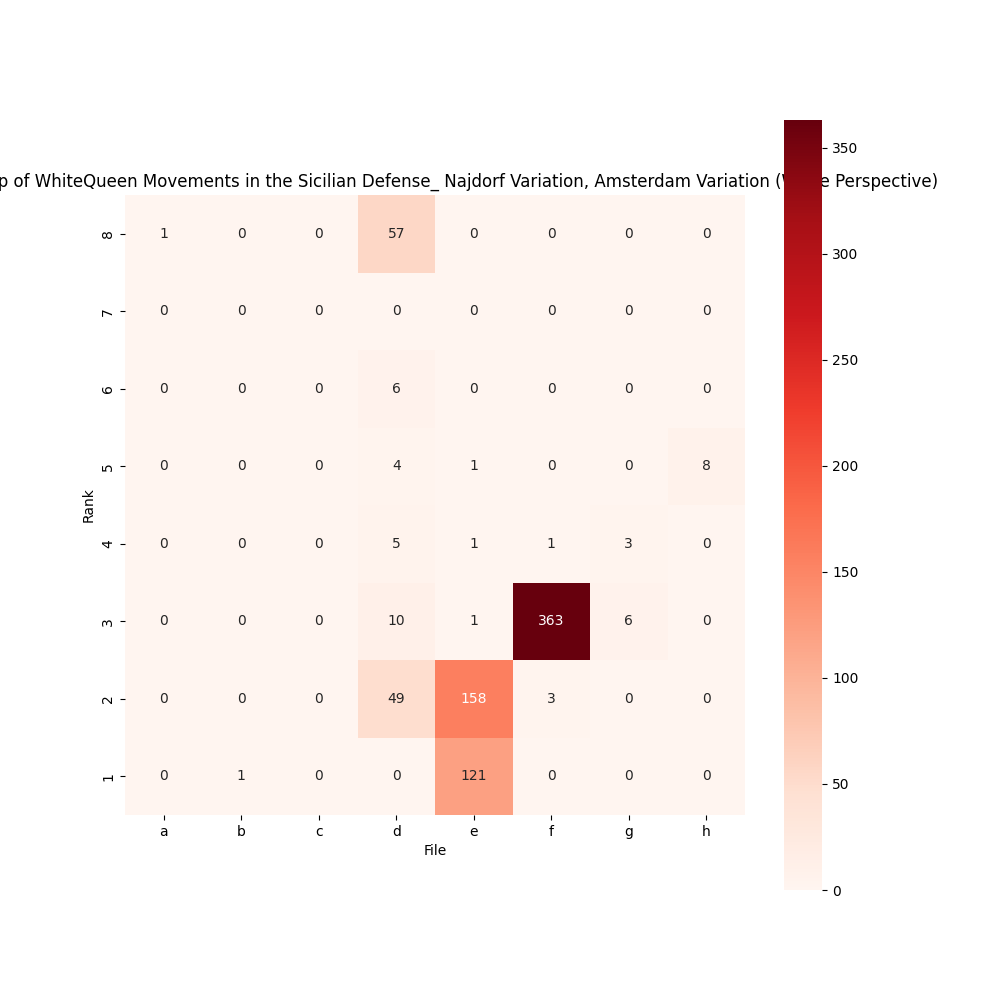 p of WhiteQueen Movements in the Sicilian Defense_ Najdorf Variation, Amsterdam Variation Perspective)
Rank
8 1 0 0 57 0 0 0 0
7 0 0 0 0 0 0 0 0
6 0 0 0 6 0 0 0 0
5 0 0 0 4 1 0 0 8
4 0 0 0 5 1 1 3 0
3 0 0 0 10 1 363 6 0
2 0 0 0 49 158 3 0 0
1 0 1 0 0 121 0 0 0
a b c d e f g h
File
350
300
250
200
150
100
50
0